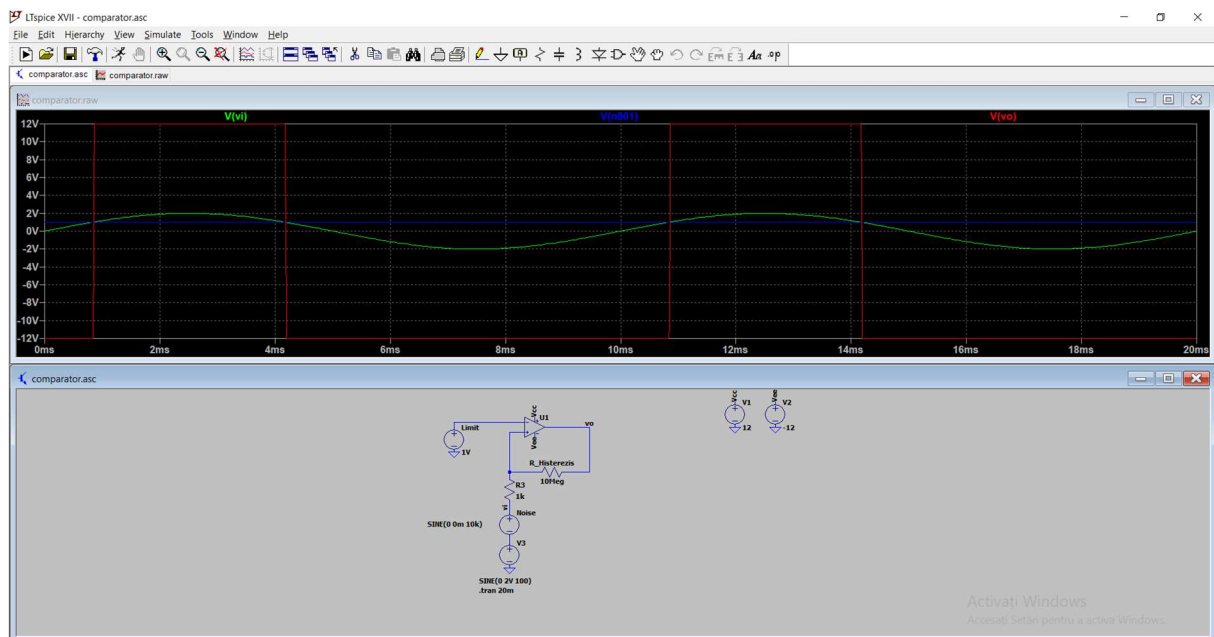 LTspice XVII - comparator.asc
File Edit Hierarchy View Simulate Tools Window Help
comparator.asc comparator.raw
comparator.raw
V(vi) V(n001) V(vo)
12V
10V
8V
6V
4V
2V
0V
-2V
-4V
-6V
-8V
-10V
-12V
0ms 2ms 4ms 6ms 8ms 10ms 12ms 14ms 16ms 18ms 20ms
comparator.asc
Vcc V1 Vee V2
12 -12
Vcc U1
Limit vo
1V Vee
R_Histerezis
10Meg
R3
1k
vi Noise
SINE(0 0m 10k)
V3
SINE(0 2V 100)
.tran 20m
Activați Windows
Accesați Setări pentru a activa Windows.